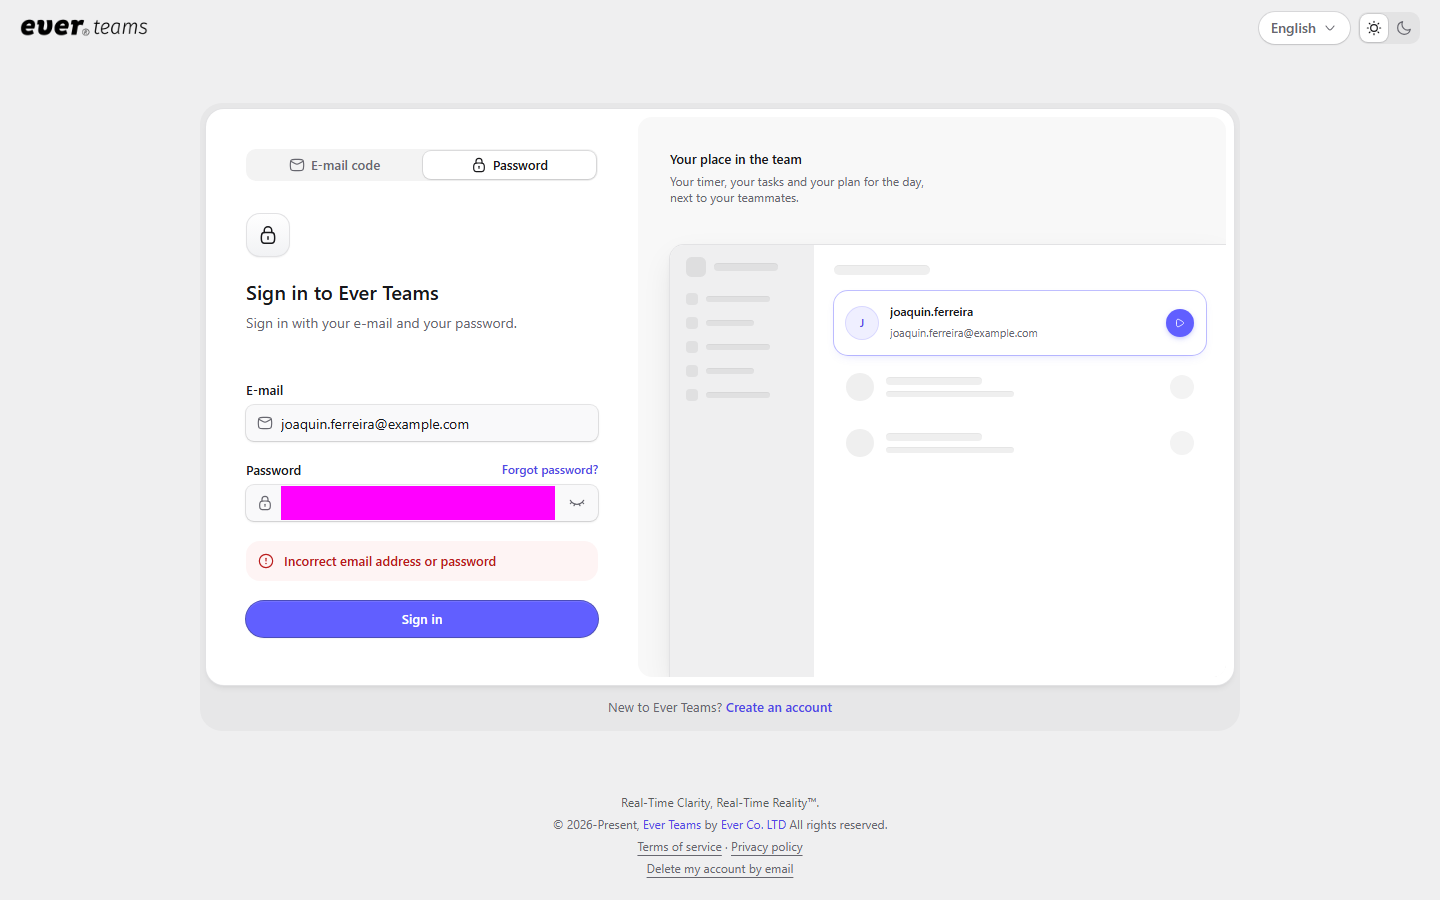 ever® teams
English
E-mail code
Password
Sign in to Ever Teams
Sign in with your e-mail and your password.
E-mail
joaquin.ferreira@example.com
Password
Forgot password?
Incorrect email address or password
Sign in
Your place in the team
Your timer, your tasks and your plan for the day,
next to your teammates.
J
joaquin.ferreira
joaquin.ferreira@example.com
New to Ever Teams? Create an account
Real-Time Clarity, Real-Time Reality™.
© 2026-Present, Ever Teams by Ever Co. LTD All rights reserved.
Terms of service · Privacy policy
Delete my account by email